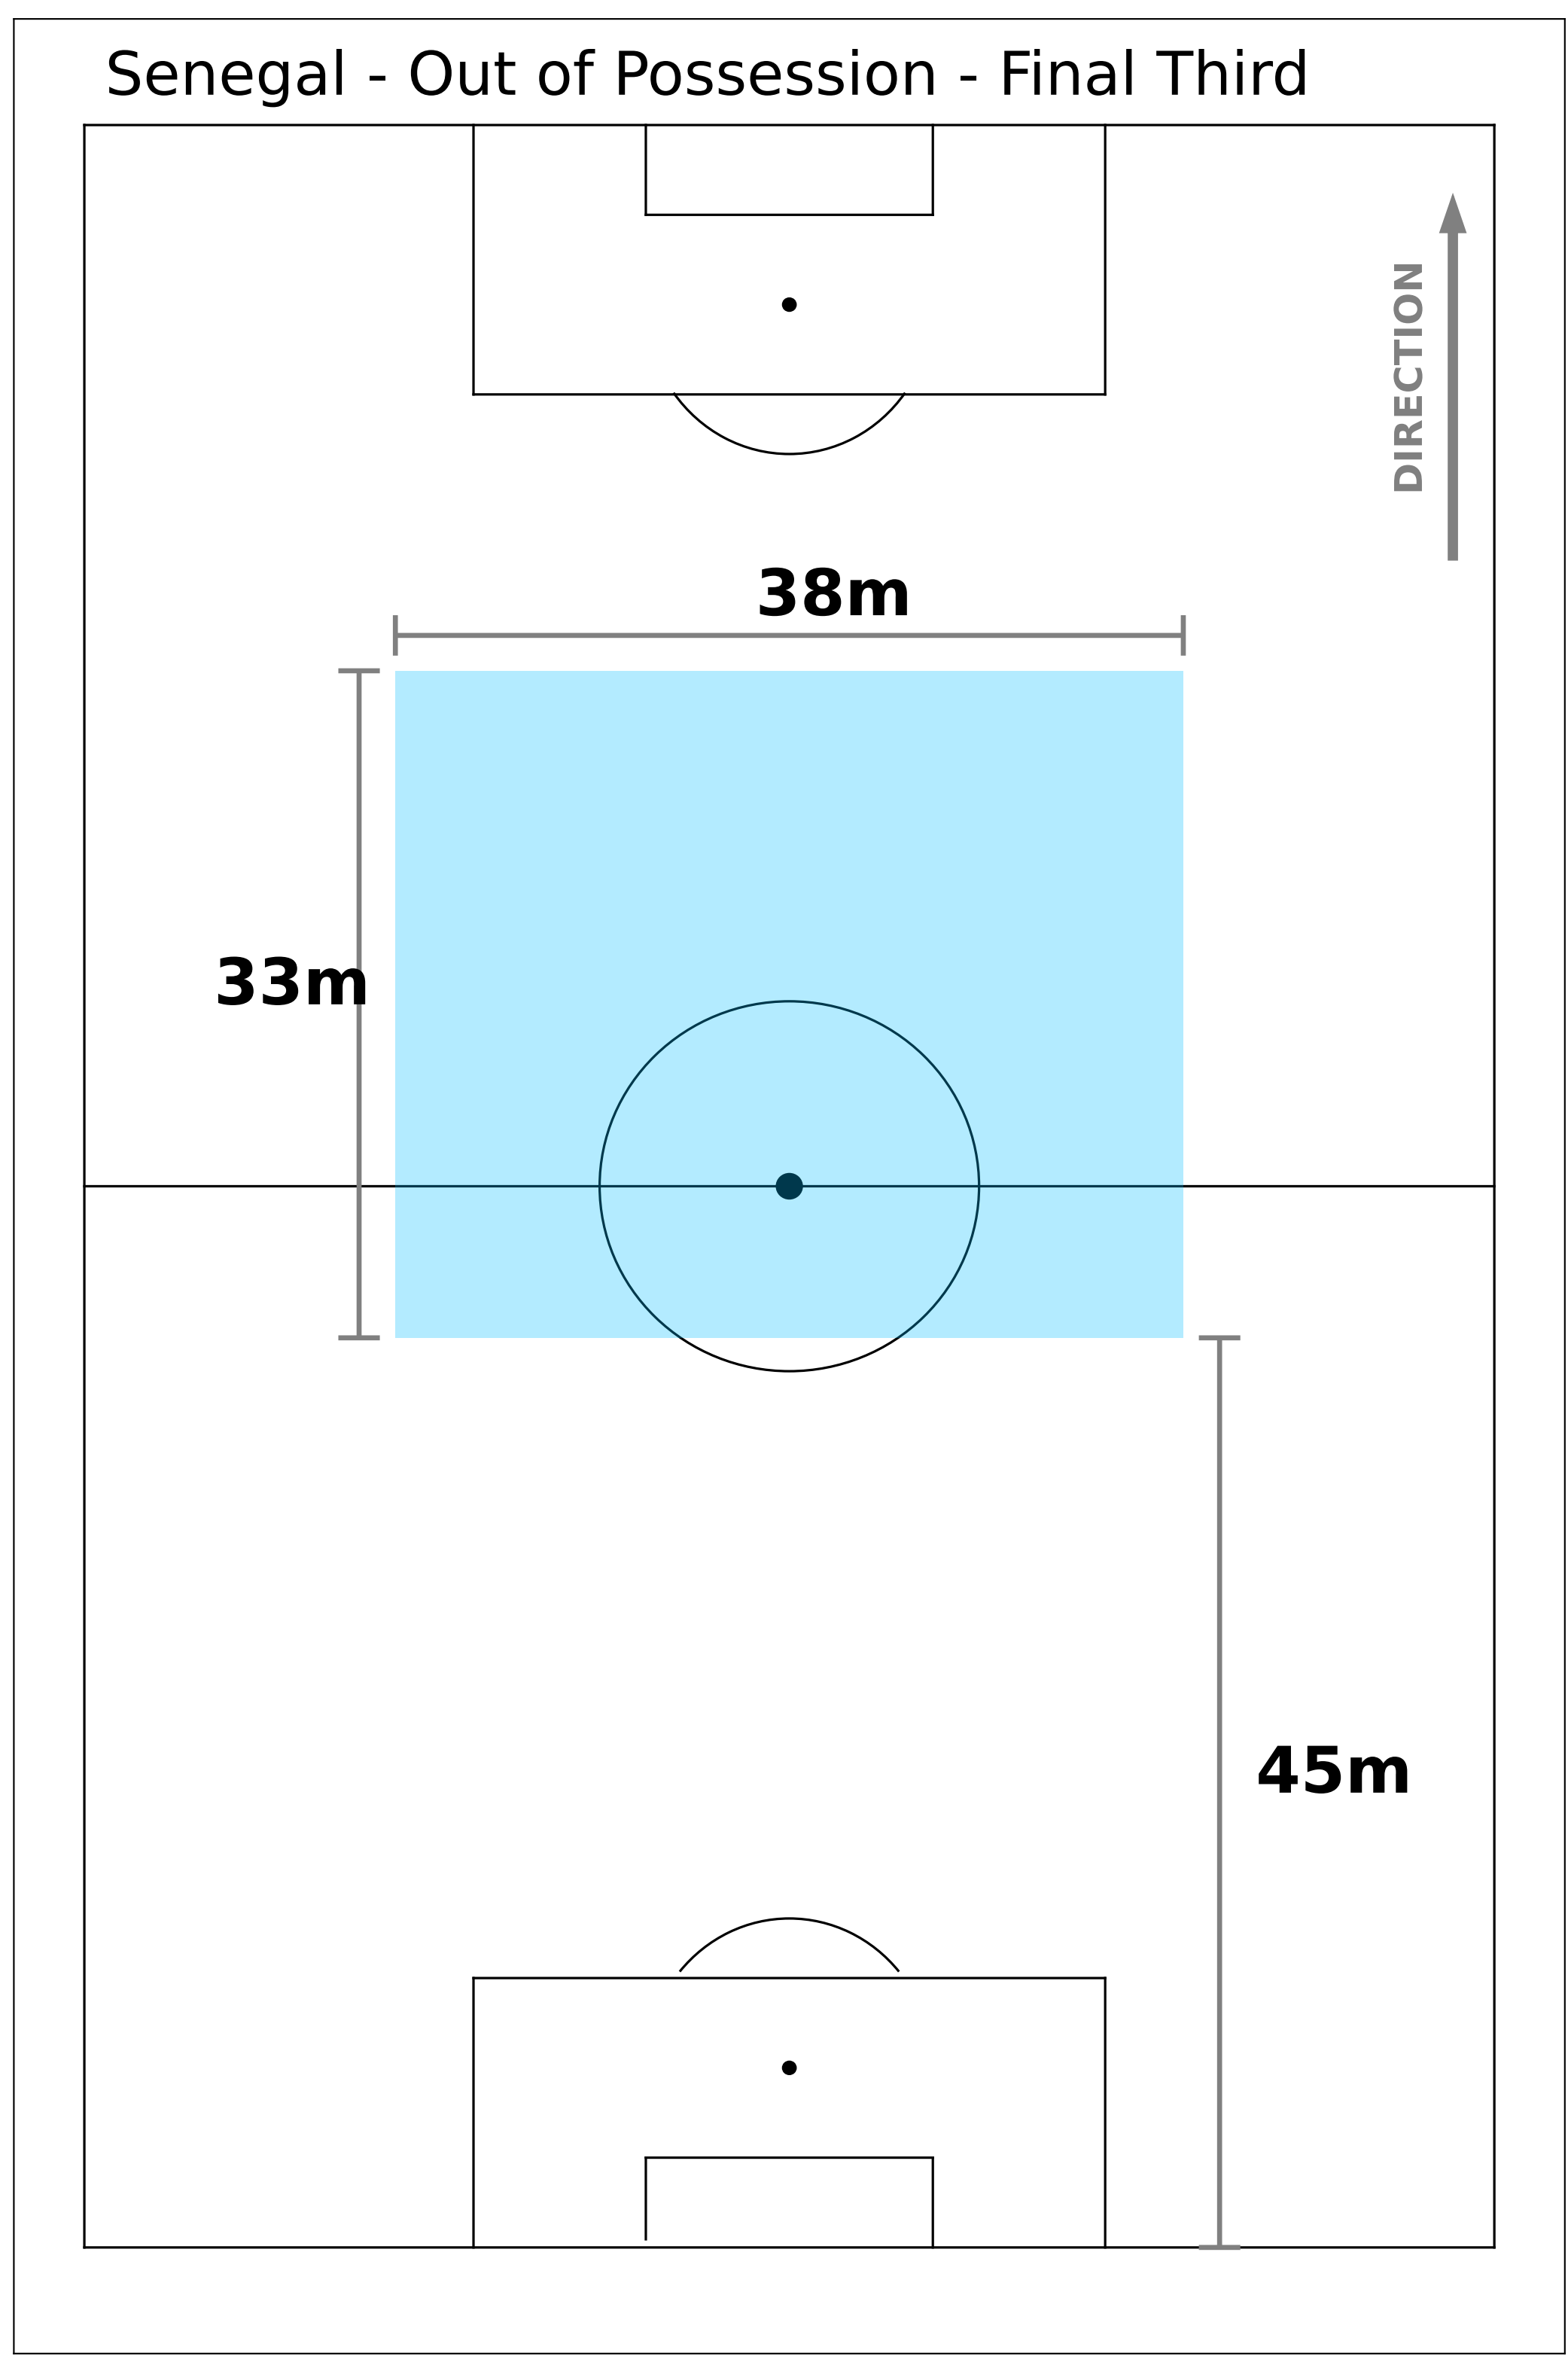 Senegal - Out of Possession - Final Third
DIRECTION
38m
33m
45m